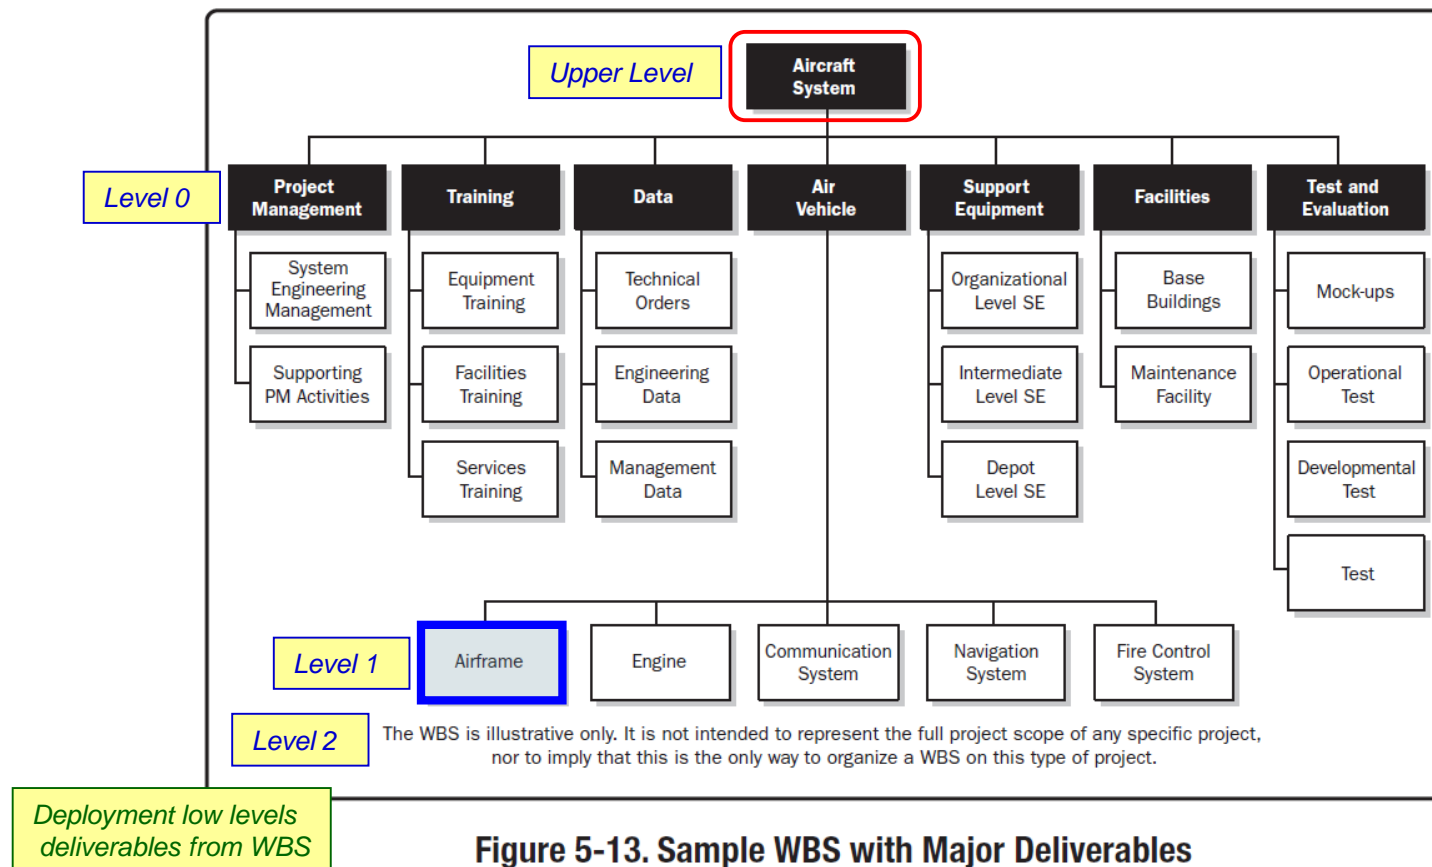 Upper Level
Aircraft
System
Level 0
Project
Management
Training
Data
Air
Vehicle
Support
Equipment
Facilities
Test and
Evaluation
System
Engineering
Management
Equipment
Training
Technical
Orders
Organizational
Level SE
Base
Buildings
Mock-ups
Supporting
PM Activities
Facilities
Training
Engineering
Data
Intermediate
Level SE
Maintenance
Facility
Operational
Test
Services
Training
Management
Data
Depot
Level SE
Developmental
Test
Test
Level 1
Airframe
Engine
Communication
System
Navigation
System
Fire Control
System
Level 2
The WBS is illustrative only. It is not intended to represent the full project scope of any specific project,
nor to imply that this is the only way to organize a WBS on this type of project.
Deployment low levels
deliverables from WBS
Figure 5-13. Sample WBS with Major Deliverables